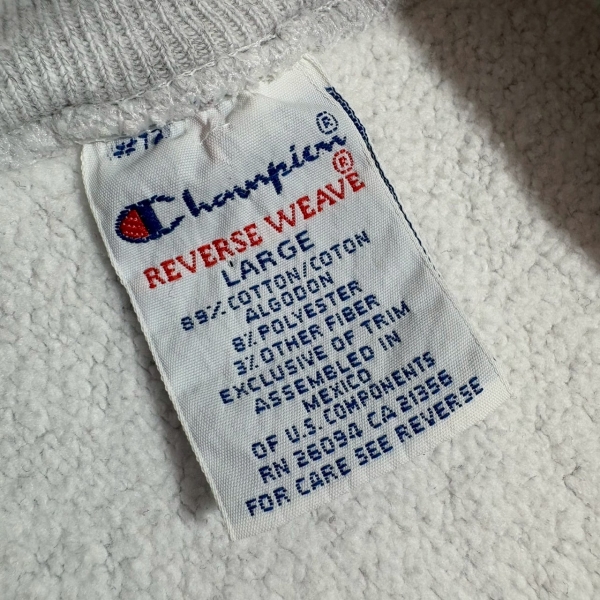 #12
Champion®
REVERSE WEAVE®
LARGE
89% COTTON/COTON
ALGODON
8% POLYESTER
3% OTHER FIBER
EXCLUSIVE OF TRIM
ASSEMBLED IN
MEXICO
OF U.S. COMPONENTS
RN 26094 CA 21356
FOR CARE SEE REVERSE